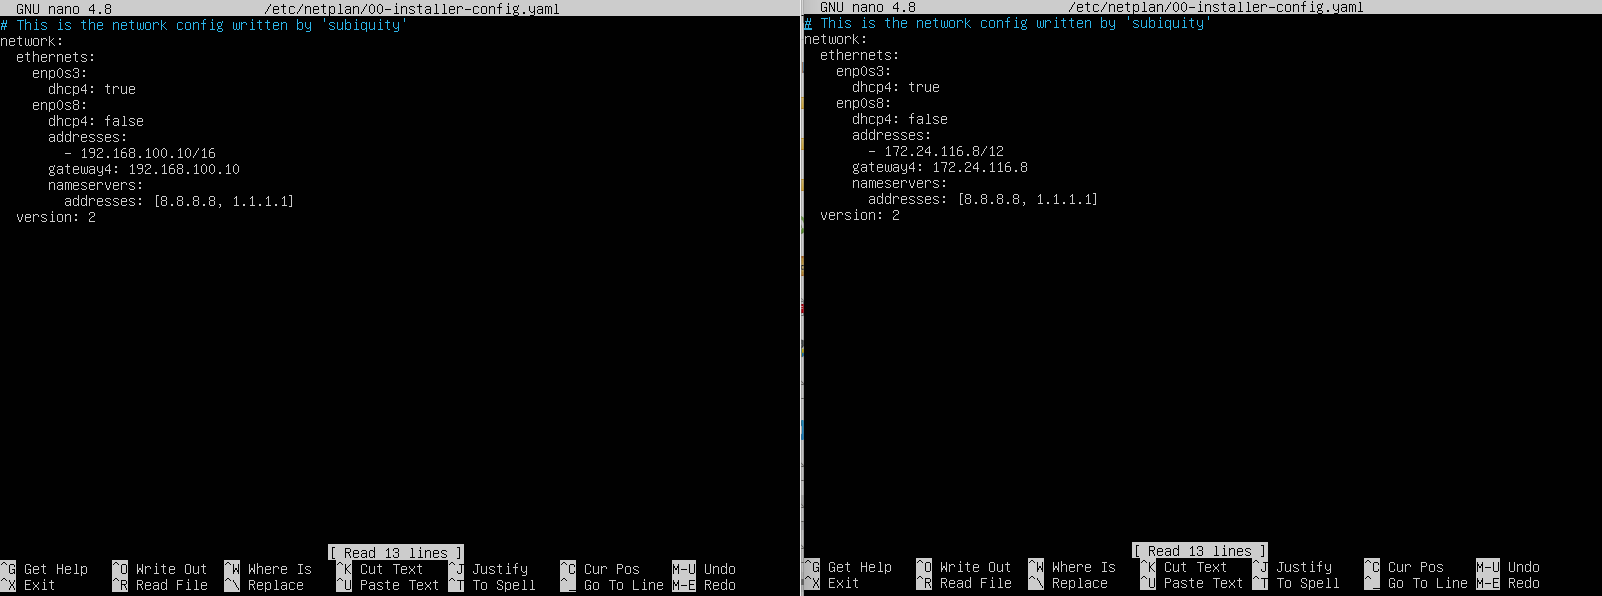 GNU nano 4.8 /etc/netplan/00-installer-config.yaml
# This is the network config written by 'subiquity'
network:
  ethernets:
    enp0s3:
      dhcp4: true
    enp0s8:
      dhcp4: false
      addresses:
        - 192.168.100.10/16
      gateway4: 192.168.100.10
      nameservers:
        addresses: [8.8.8.8, 1.1.1.1]
  version: 2
[ Read 13 lines ]
^G Get Help ^O Write Out ^W Where Is ^K Cut Text ^J Justify ^C Cur Pos M-U Undo
^X Exit ^R Read File ^\ Replace ^U Paste Text ^T To Spell ^_ Go To Line M-E Redo
GNU nano 4.8 /etc/netplan/00-installer-config.yaml
# This is the network config written by 'subiquity'
network:
  ethernets:
    enp0s3:
      dhcp4: true
    enp0s8:
      dhcp4: false
      addresses:
        - 172.24.116.8/12
      gateway4: 172.24.116.8
      nameservers:
        addresses: [8.8.8.8, 1.1.1.1]
  version: 2
[ Read 13 lines ]
^G Get Help ^O Write Out ^W Where Is ^K Cut Text ^J Justify ^C Cur Pos M-U Undo
^X Exit ^R Read File ^\ Replace ^U Paste Text ^T To Spell ^_ Go To Line M-E Redo